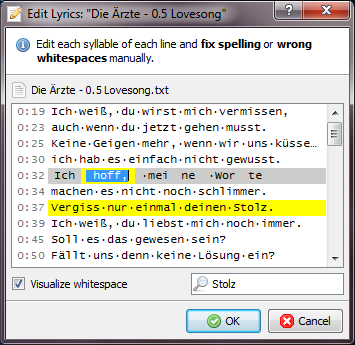 Edit Lyrics: "Die Ärzte - 0.5 Lovesong"
Edit each syllable of each line and fix spelling or wrong
whitespaces manually.
Die Ärzte - 0.5 Lovesong.txt
0:19 Ich·weiß,·du·wirst·mich·vermissen,
0:23 auch·wenn·du·jetzt·gehen·musst.
0:25 Keine·Geigen·mehr,·wenn·wir·uns·küsse…
0:30 ich·hab·es·einfach·nicht·gewusst.
0:32 Ich hoff, ·mei ne ·Wor te
0:34 machen·es·nicht·noch·schlimmer.
0:37 Vergiss·nur·einmal·deinen·Stolz.
0:39 Ich·weiß,·du·liebst·mich·noch·immer.
0:45 Soll·es·das·gewesen·sein?
0:50 Fällt·uns·denn·keine·Lösung·ein?
Visualize whitespace Stolz
OK Cancel